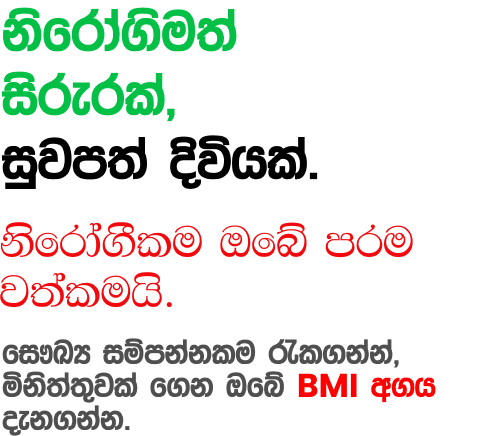 නිරෝගිමත්
සිරුරක්,
සුවපත් දිවියක්.
නිරෝගීකම ඔබේ පරම
වත්කමයි.
සෞඛ්‍ය සම්පන්නකම රැකගන්න්,
මිනිත්තුවක් ගෙන ඔබේ BMI අගය
දැනගන්න.